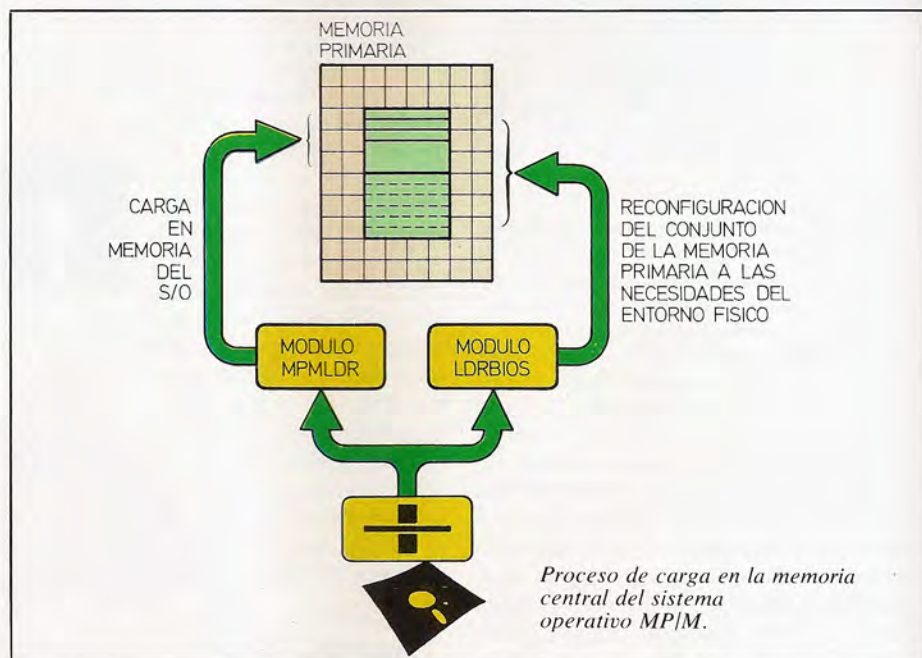 MEMORIA
PRIMARIA
CARGA
EN
MEMORIA
DEL
S/O
RECONFIGURACION
DEL CONJUNTO
DE LA MEMORIA
PRIMARIA A LAS
NECESIDADES DEL
ENTORNO FISICO
MODULO
MPMLDR
MODULO
LDRBIOS
Proceso de carga en la memoria
central del sistema
operativo MP/M.